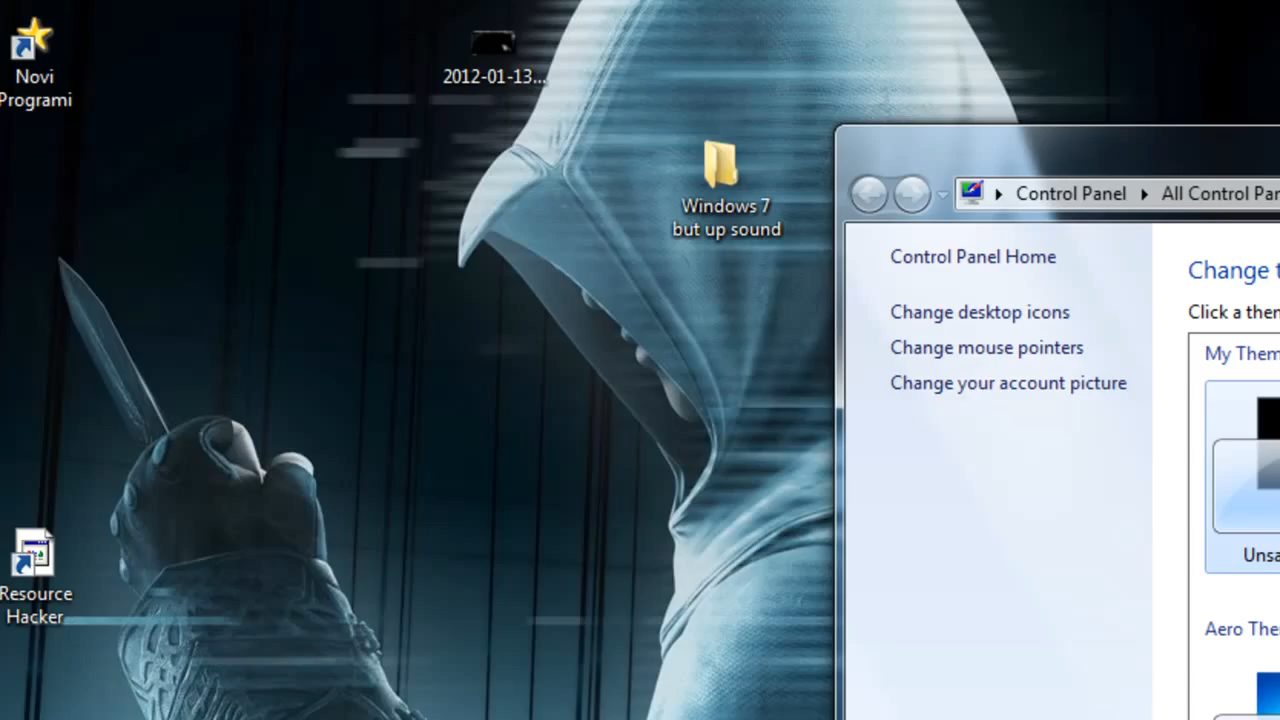 Novi
Programi
2012-01-13...
Windows 7
but up sound
Resource
Hacker
Control Panel
All Control Par
Control Panel Home
Change desktop icons
Change mouse pointers
Change your account picture
Change t
Click a them
My Them
Unsa
Aero The